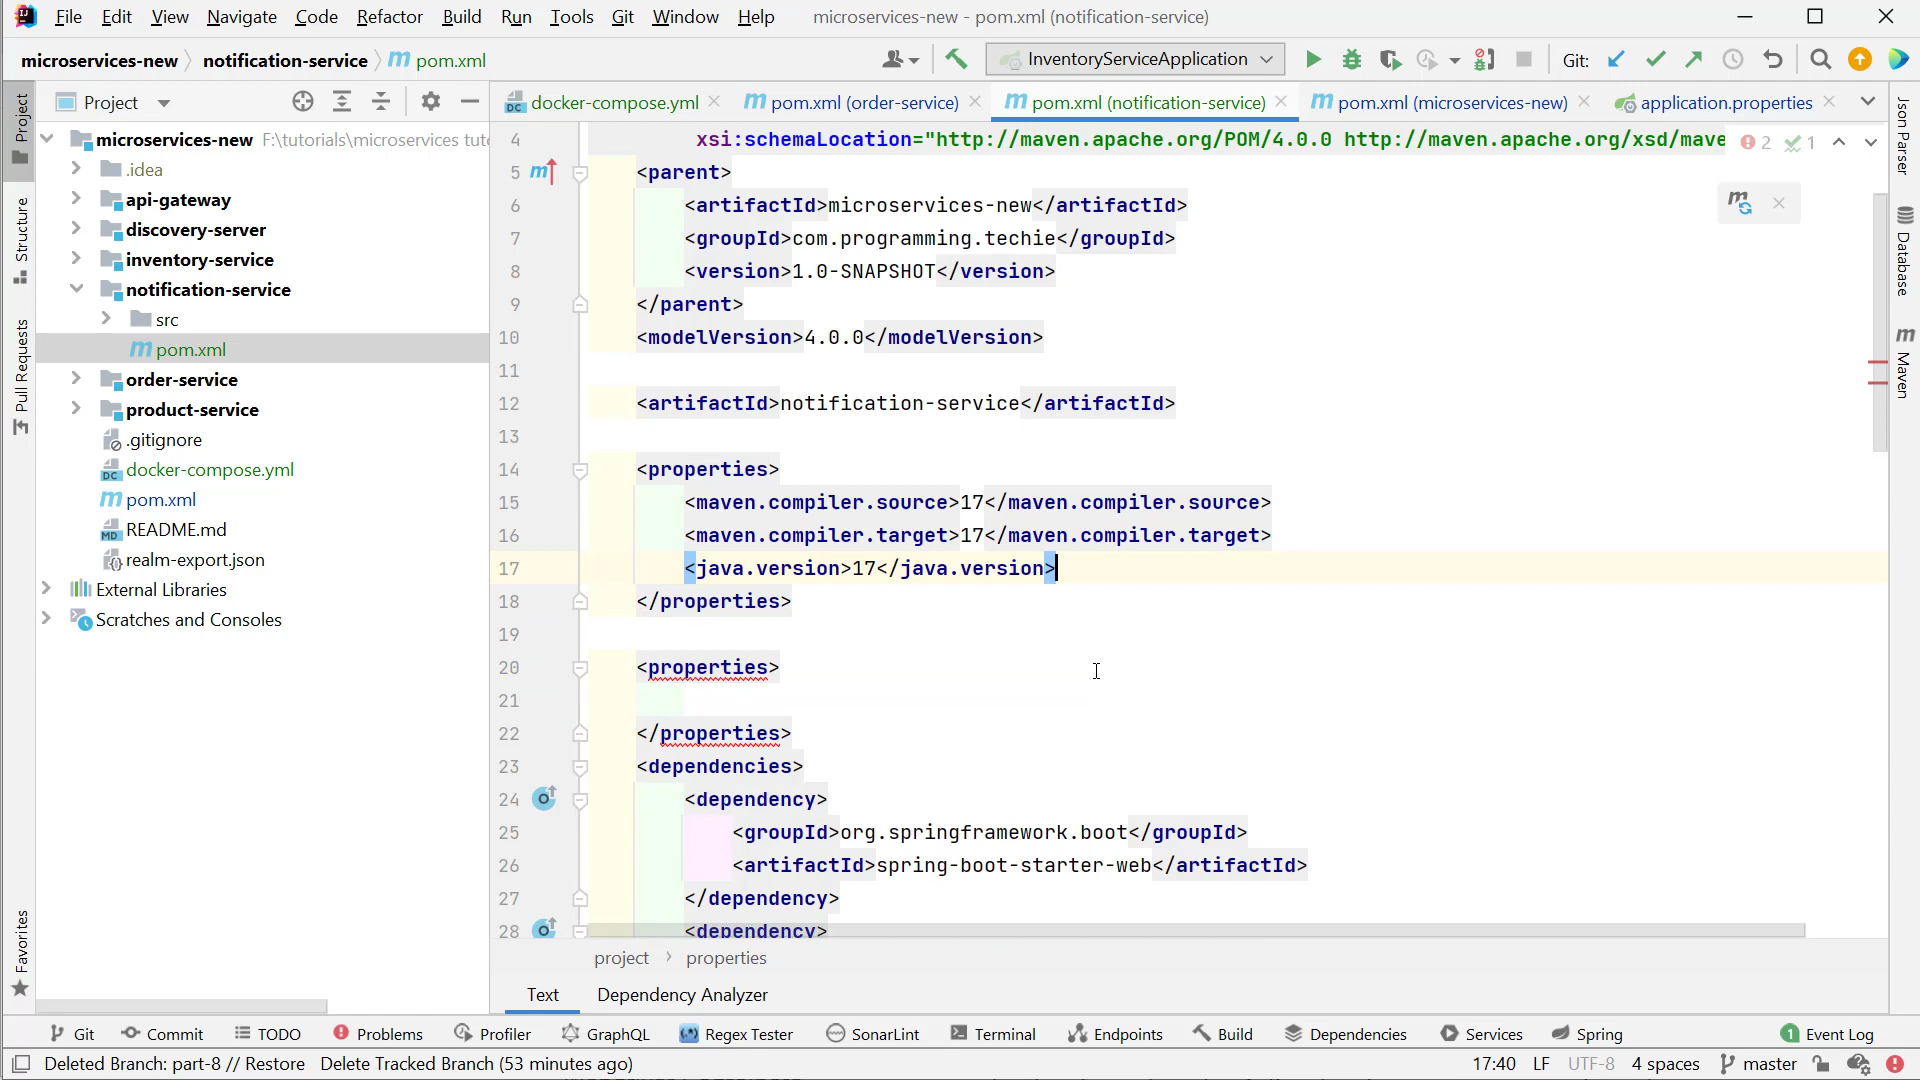 File Edit View Navigate Code Refactor Build Run Tools Git Window Help microservices-new - pom.xml (notification-service)
microservices-new notification-service pom.xml InventoryServiceApplication Git:
Project docker-compose.yml pom.xml (order-service) pom.xml (notification-service) pom.xml (microservices-new) application.properties
microservices-new F:\tutorials\microservices tut
.idea
api-gateway
discovery-server
inventory-service
notification-service
src
pom.xml
order-service
product-service
.gitignore
docker-compose.yml
pom.xml
README.md
realm-export.json
External Libraries
Scratches and Consoles
4 xsi:schemaLocation="http://maven.apache.org/POM/4.0.0 http://maven.apache.org/xsd/mave 2 1
5 <parent>
6 <artifactId>microservices-new</artifactId>
7 <groupId>com.programming.techie</groupId>
8 <version>1.0-SNAPSHOT</version>
9 </parent>
10 <modelVersion>4.0.0</modelVersion>
11
12 <artifactId>notification-service</artifactId>
13
14 <properties>
15 <maven.compiler.source>17</maven.compiler.source>
16 <maven.compiler.target>17</maven.compiler.target>
17 <java.version>17</java.version>
18 </properties>
19
20 <properties>
21
22 </properties>
23 <dependencies>
24 <dependency>
25 <groupId>org.springframework.boot</groupId>
26 <artifactId>spring-boot-starter-web</artifactId>
27 </dependency>
28 <dependency>
project properties
Text Dependency Analyzer
Project
Structure
Pull Requests
Favorites
Json Parser
Database
Maven
Git Commit TODO Problems Profiler GraphQL Regex Tester SonarLint Terminal Endpoints Build Dependencies Services Spring 1 Event Log
Deleted Branch: part-8 // Restore Delete Tracked Branch (53 minutes ago) 17:40 LF UTF-8 4 spaces master